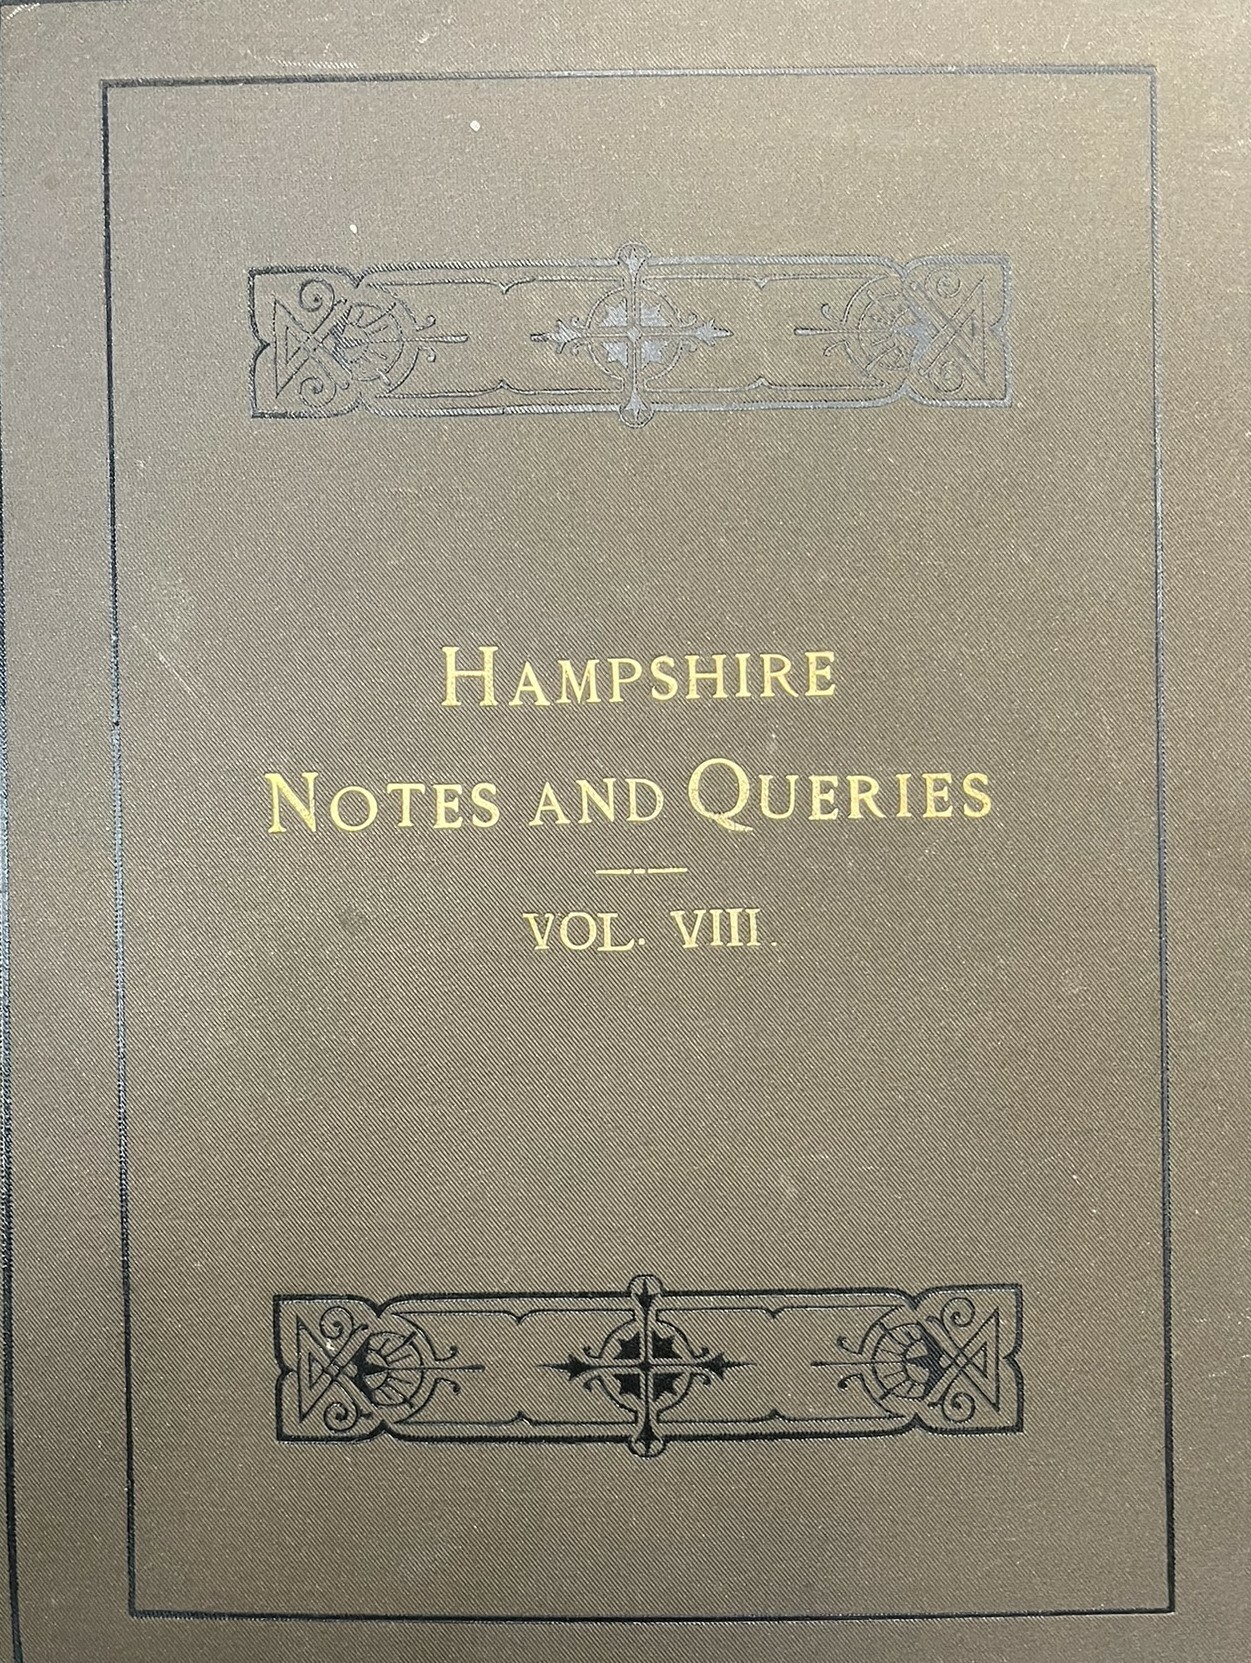 HAMPSHIRE
NOTES AND QUERIES
VOL. VIII.